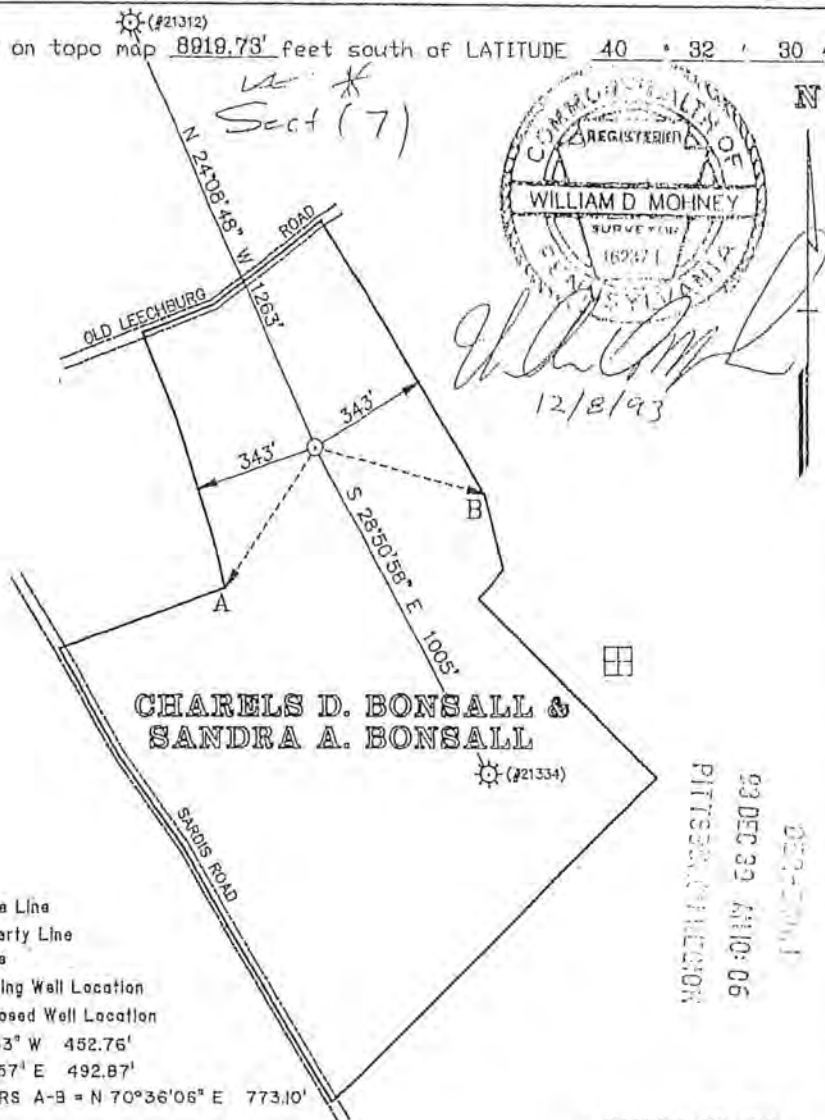 (#21312)
on topo map 8919.73' feet south of LATITUDE 40 ° 32 ' 30
Sect (7)
N
COMMONWEALTH OF
REGISTERED
WILLIAM D MOHNEY
SURVEYOR
16237 E
PENNSYLVANIA
12/8/93
N 24°08'48" W 1263'
OLD LEECHBURG ROAD
343'
343'
B
A
S 28°50'58" E 1005'
CHARELS D. BONSALL &
SANDRA A. BONSALL
(#21334)
SARDIS ROAD
93 DEC 30 AM 10:06
PITTSBURGH REGION
e Line
erty Line
ing Well Location
osed Well Location
3" W 452.76'
57' E 492.87'
RS A-B = N 70°36'06" E 773.10'